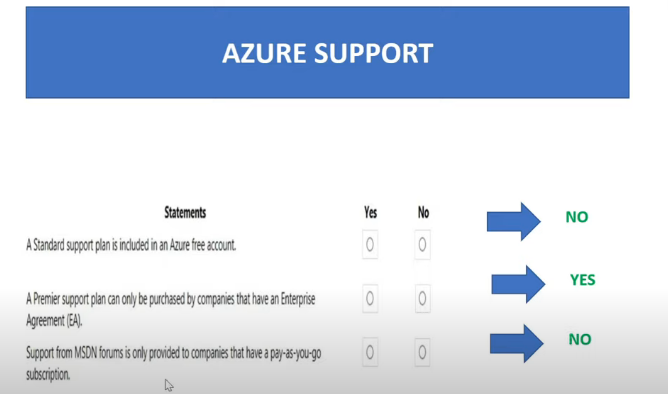 AZURE SUPPORT
Statements Yes No
NO
A Standard support plan is included in an Azure free account.
YES
A Premier support plan can only be purchased by companies that have an Enterprise
Agreement (EA).
NO
Support from MSDN forums is only provided to companies that have a pay-as-you-go
subscription.